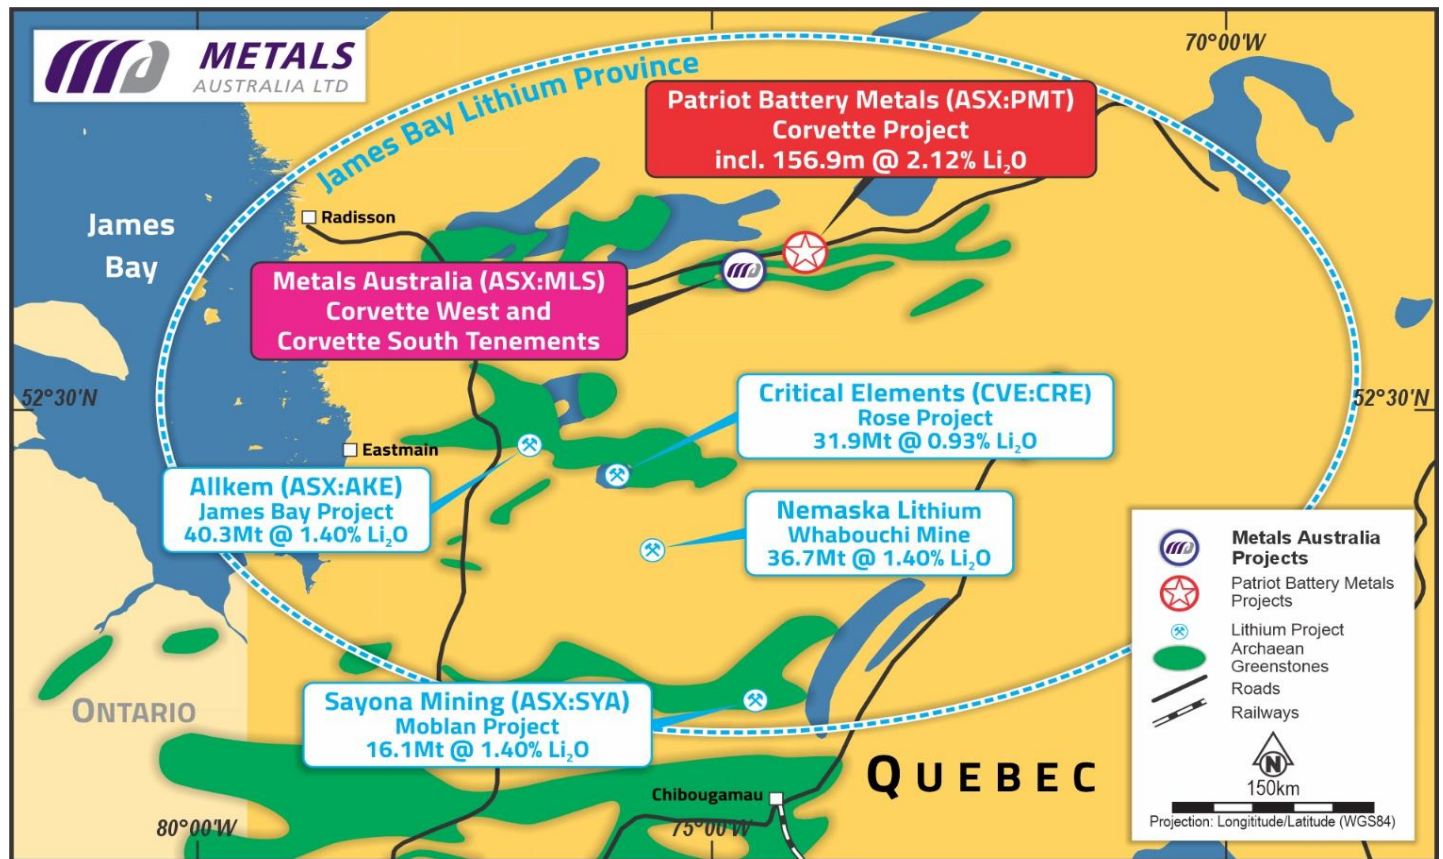 METALS
AUSTRALIA LTD
James Bay Lithium Province
70°00'W
Patriot Battery Metals (ASX:PMT)
Corvette Project
incl. 156.9m @ 2.12% Li₂O
James
Bay
Radisson
Metals Australia (ASX:MLS)
Corvette West and
Corvette South Tenements
52°30'N
52°30'N
Critical Elements (CVE:CRE)
Rose Project
31.9Mt @ 0.93% Li₂O
Eastmain
Allkem (ASX:AKE)
James Bay Project
40.3Mt @ 1.40% Li₂O
Nemaska Lithium
Whabouchi Mine
36.7Mt @ 1.40% Li₂O
Metals Australia
Projects
Patriot Battery Metals
Projects
Lithium Project
Archaean
Greenstones
Roads
Railways
N
150km
Projection: Longititude/Latitude (WGS84)
ONTARIO
Sayona Mining (ASX:SYA)
Moblan Project
16.1Mt @ 1.40% Li₂O
QUEBEC
Chibougamau
80°00'W
75°00'W